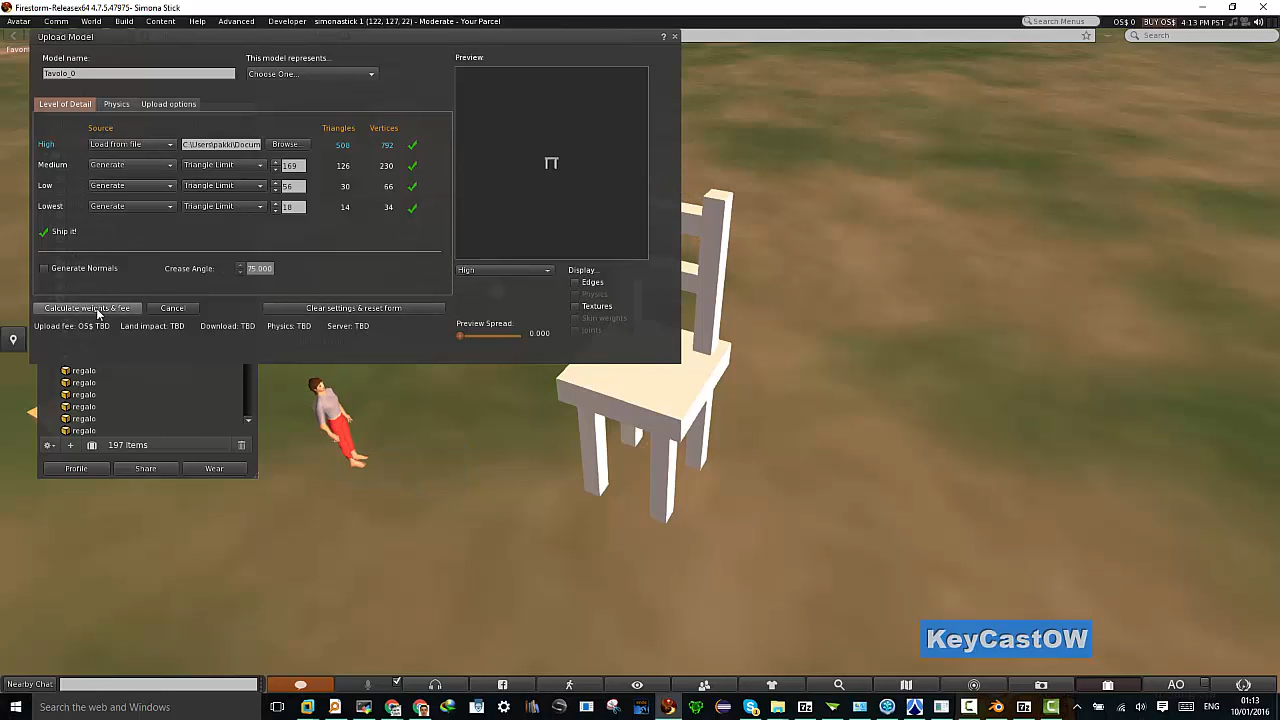 Firestorm-Releasex64 4.7.5.47975 - Simona Stick
Avatar Comm World Build Content Help Advanced Developer simonastick 1 (122, 127, 22) - Moderate - Your Parcel
Search Menus OS$ 0 BUY OS$ 4:13 PM PST
Search
Upload Model ?
Model name: This model represents... Preview:
Tavolo_0 Choose One...
Level of Detail Physics Upload options
Source Triangles Vertices
High Load from file C:\Users\pakki\Docum Browse... 508 792
Medium Generate Triangle Limit 169 126 230
Low Generate Triangle Limit 56 30 66
Lowest Generate Triangle Limit 18 14 34
Ship it!
Generate Normals Crease Angle: 75.000
High Display...
Edges
Physics
Textures
Skin weights
Joints
Preview Spread: 0.000
Calculate weights & fee Cancel Clear settings & reset form
Upload fee: OS$ TBD Land impact: TBD Download: TBD Physics: TBD Server: TBD
regalo
regalo
regalo
regalo
regalo
regalo
197 Items
Profile Share Wear
KeyCastOW
Nearby Chat AO
Search the web and Windows ENG 01:13
10/01/2016